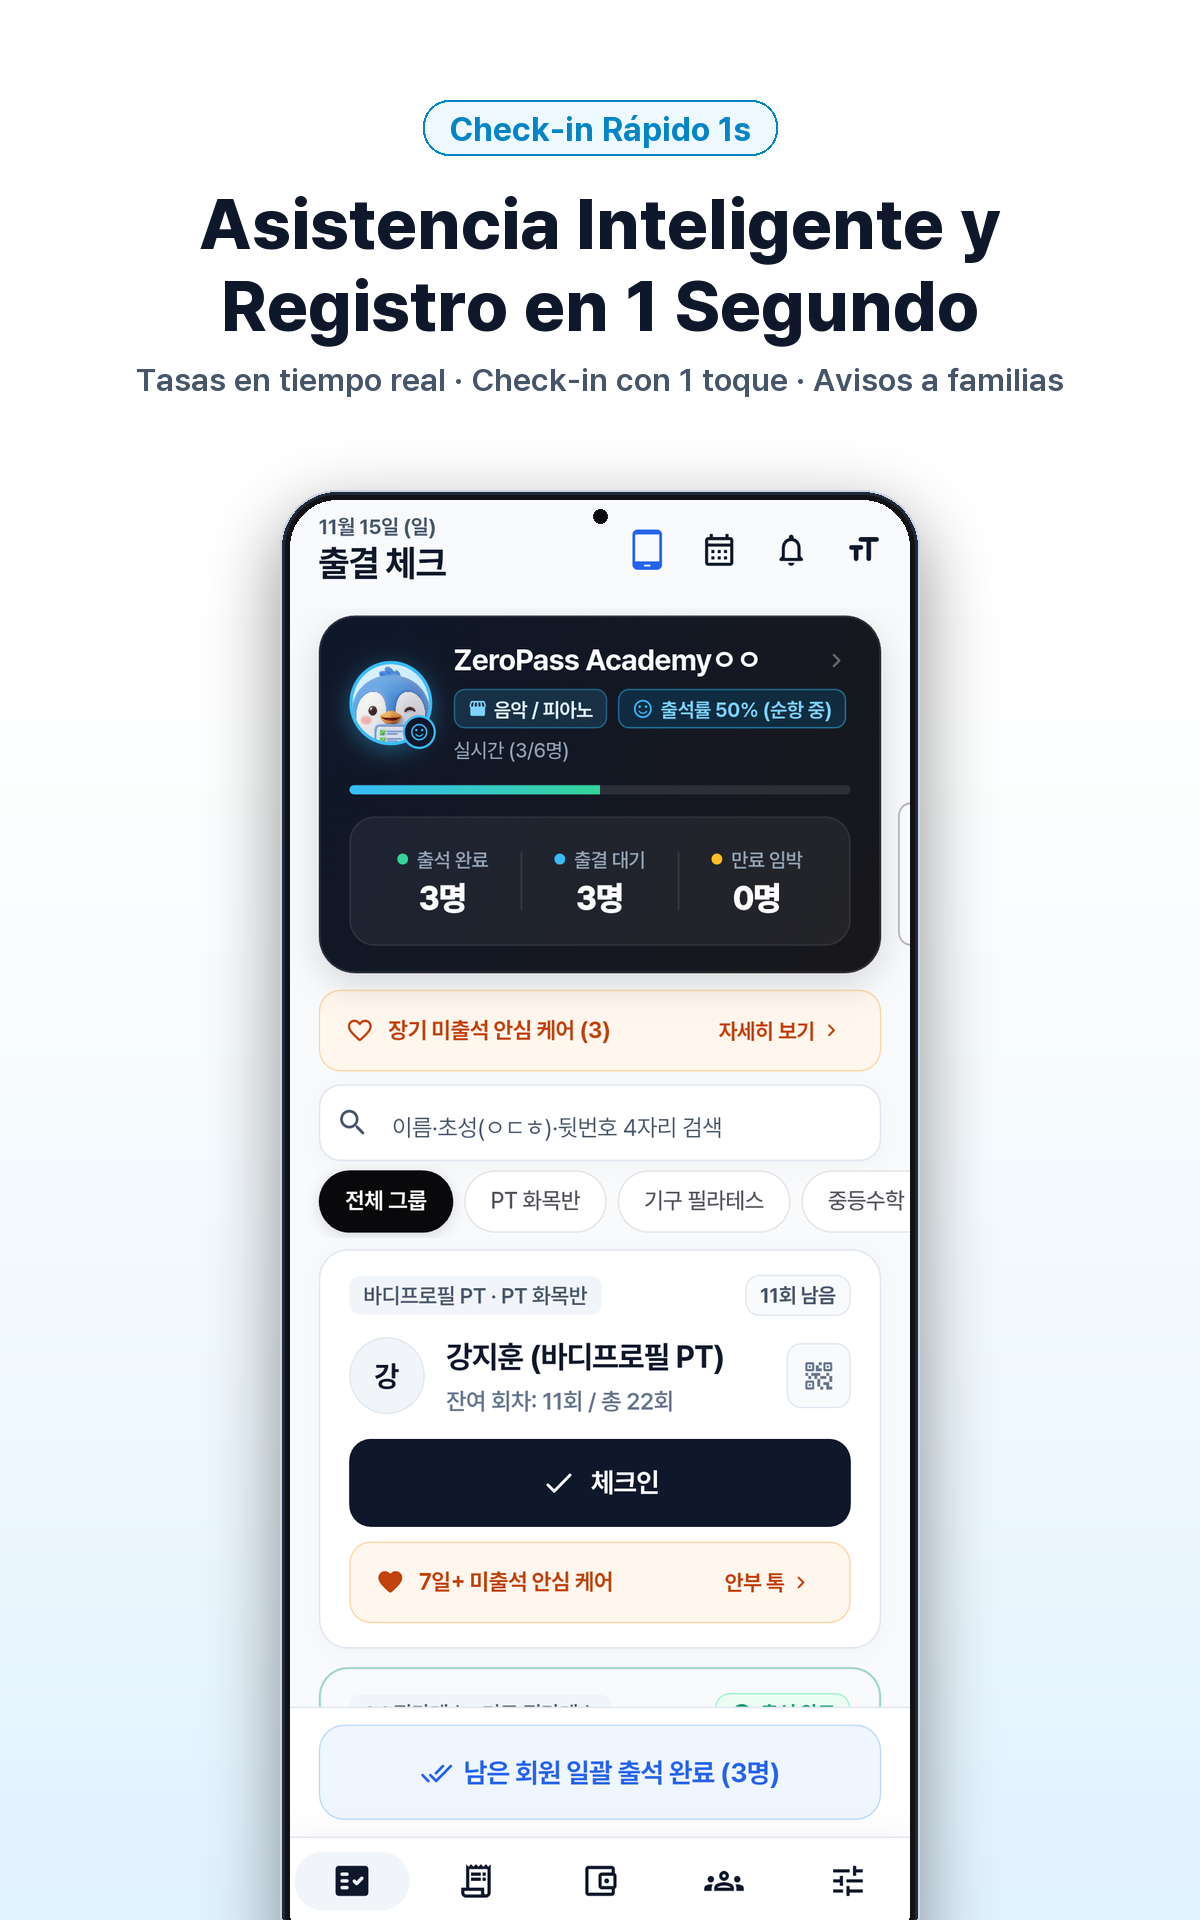 Check-in Rápido 1s
Asistencia Inteligente y
Registro en 1 Segundo
Tasas en tiempo real · Check-in con 1 toque · Avisos a familias
11월 15일 (일)
출결 체크
ZeroPass Academyㅇㅇ
음악 / 피아노
출석률 50% (순항 중)
실시간 (3/6명)
출석 완료
출결 대기
만료 임박
3명
3명
0명
장기 미출석 안심 케어 (3)
자세히 보기
이름·초성(ㅇㄷㅎ)·뒷번호 4자리 검색
전체 그룹
PT 화목반
기구 필라테스
중등수학
바디프로필 PT · PT 화목반
11회 남음
강
강지훈 (바디프로필 PT)
잔여 회차: 11회 / 총 22회
체크인
7일+ 미출석 안심 케어
안부 톡
남은 회원 일괄 출석 완료 (3명)